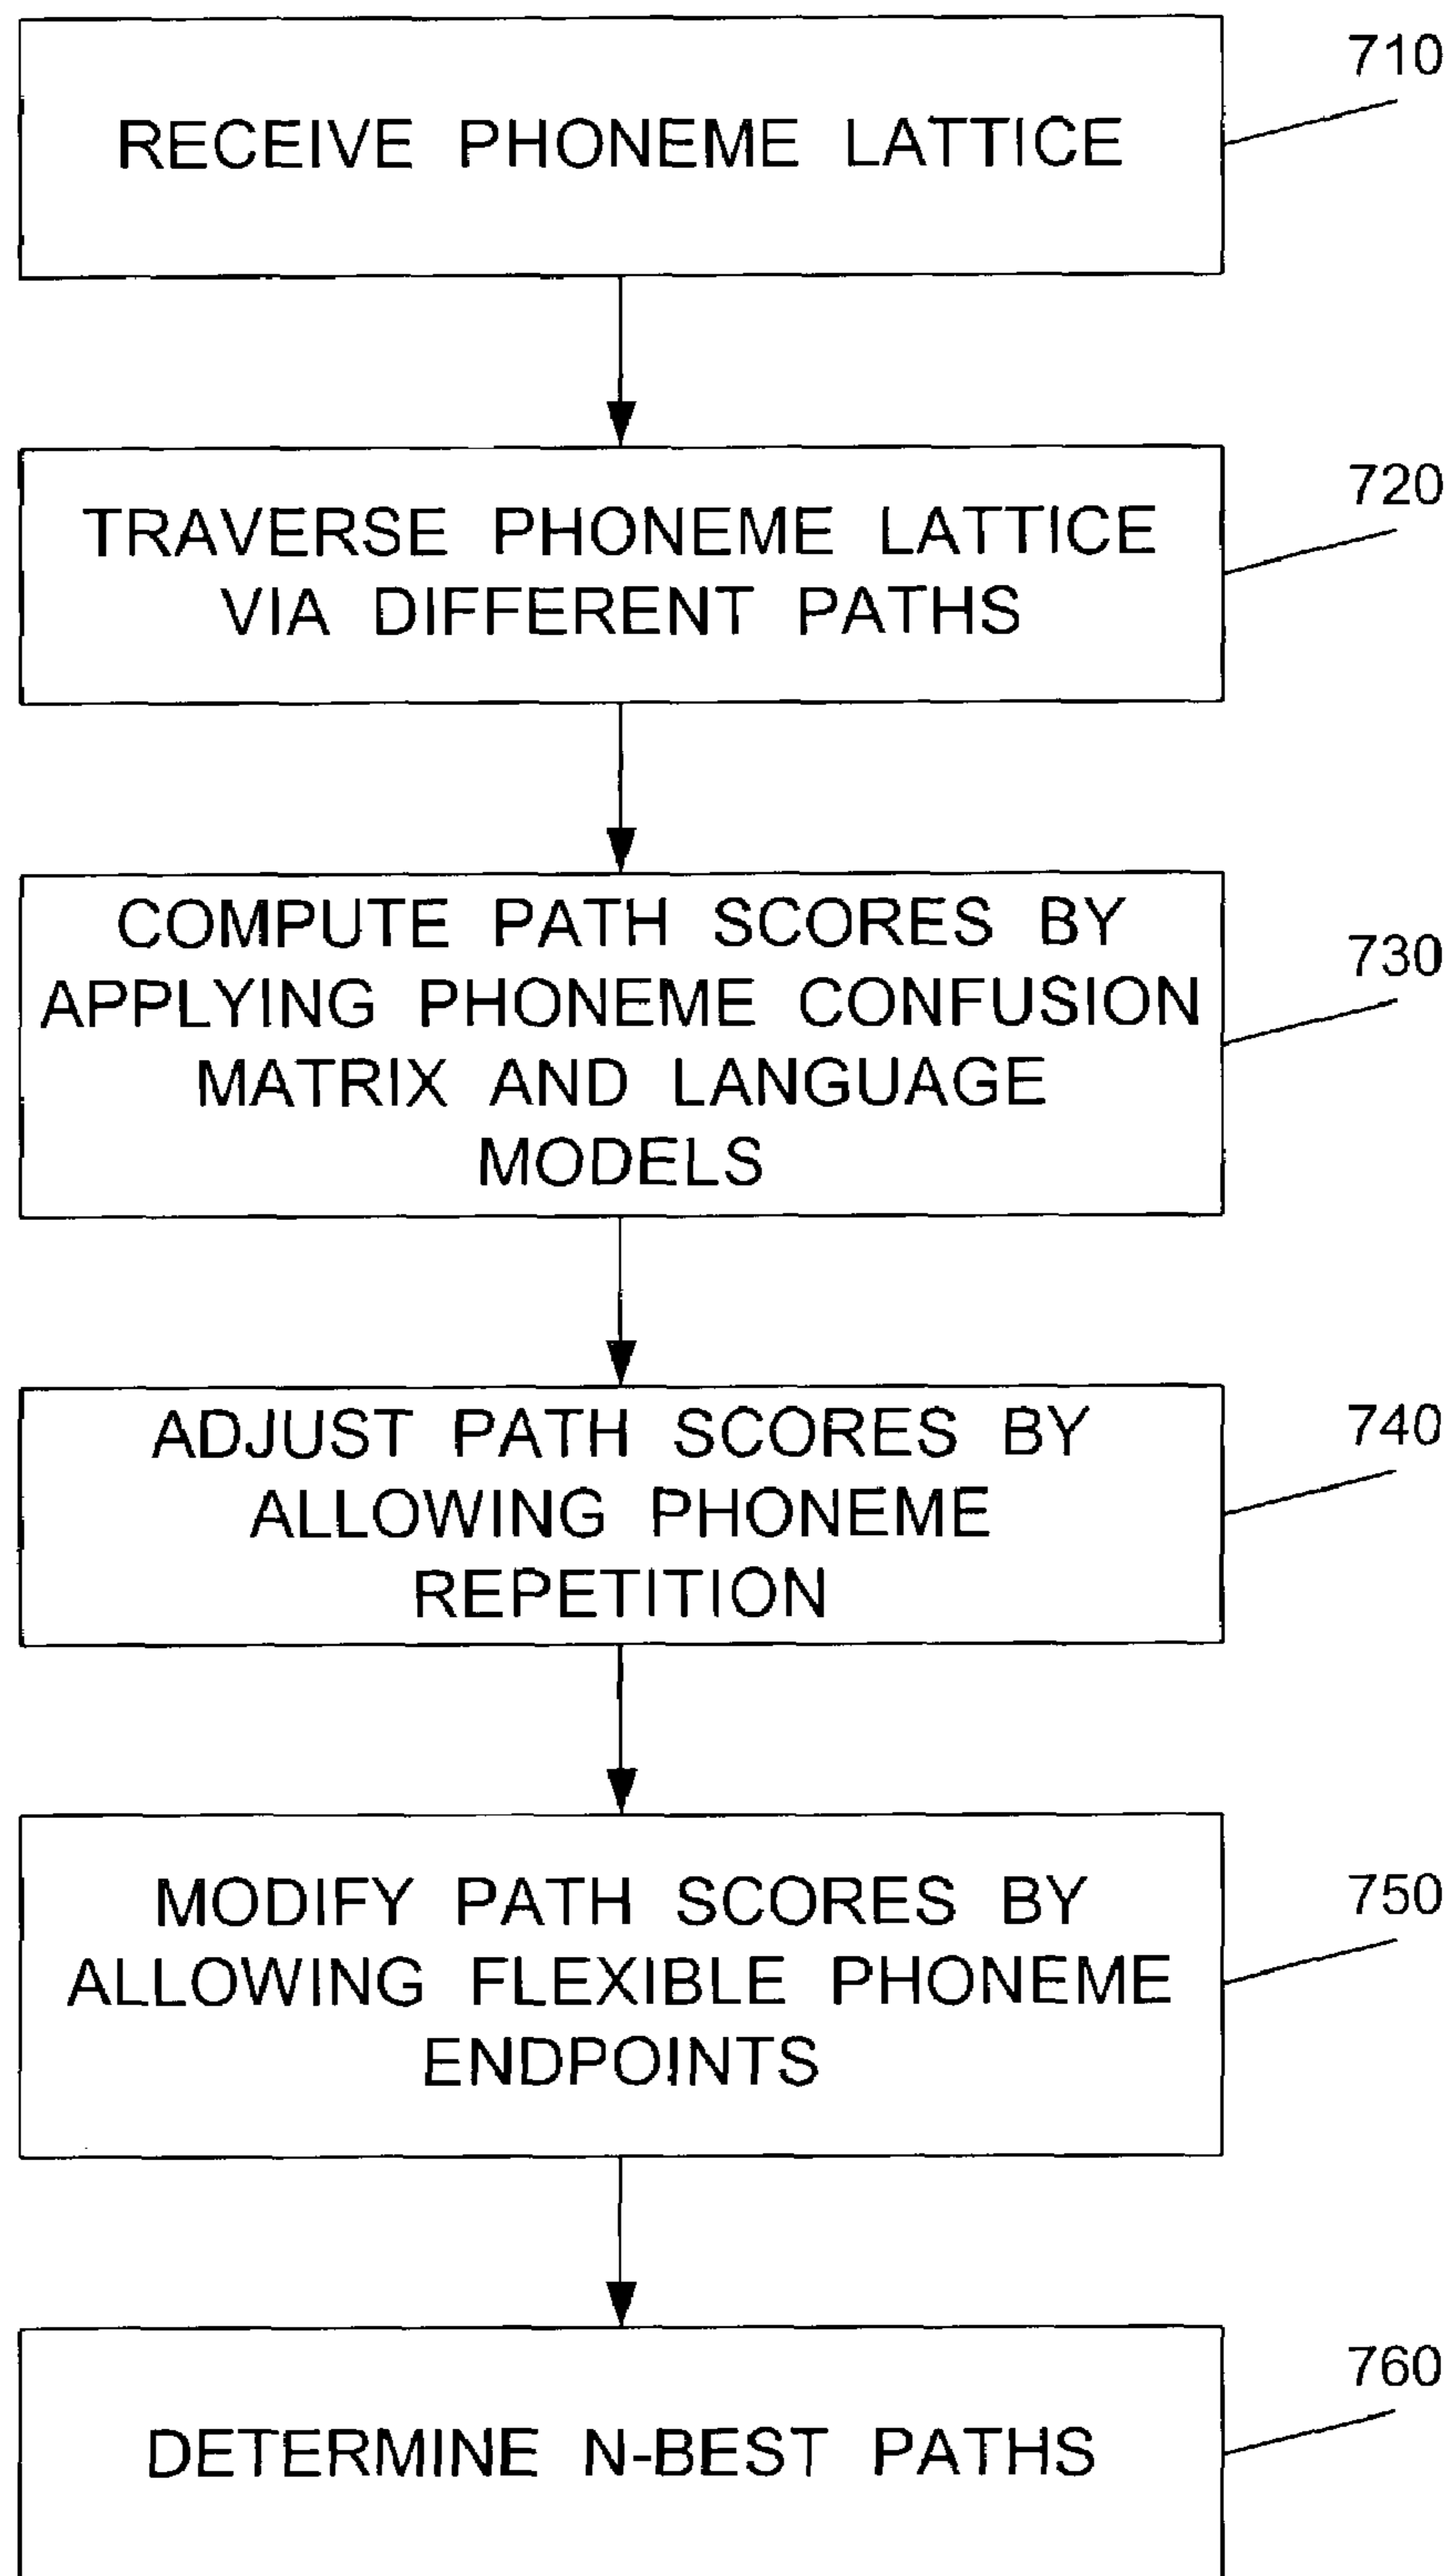 710
RECEIVE PHONEME LATTICE
720
TRAVERSE PHONEME LATTICE
VIA DIFFERENT PATHS
730
COMPUTE PATH SCORES BY
APPLYING PHONEME CONFUSION
MATRIX AND LANGUAGE
MODELS
740
ADJUST PATH SCORES BY
ALLOWING PHONEME
REPETITION
750
MODIFY PATH SCORES BY
ALLOWING FLEXIBLE PHONEME
ENDPOINTS
760
DETERMINE N-BEST PATHS